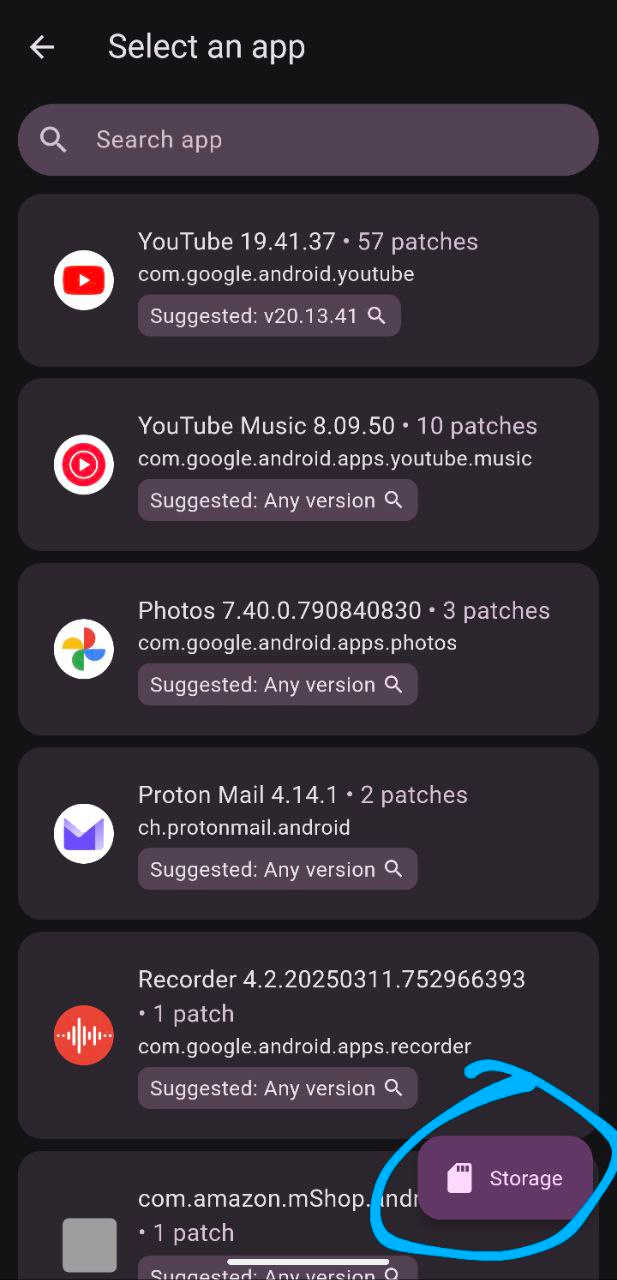 Select an app
Search app
YouTube 19.41.37 • 57 patches
com.google.android.youtube
Suggested: v20.13.41
YouTube Music 8.09.50 • 10 patches
com.google.android.apps.youtube.music
Suggested: Any version
Photos 7.40.0.790840830 • 3 patches
com.google.android.apps.photos
Suggested: Any version
Proton Mail 4.14.1 • 2 patches
ch.protonmail.android
Suggested: Any version
Recorder 4.2.20250311.752966393
• 1 patch
com.google.android.apps.recorder
Suggested: Any version
Storage
com.amazon.mShop.andr
• 1 patch
Suggested: Any version